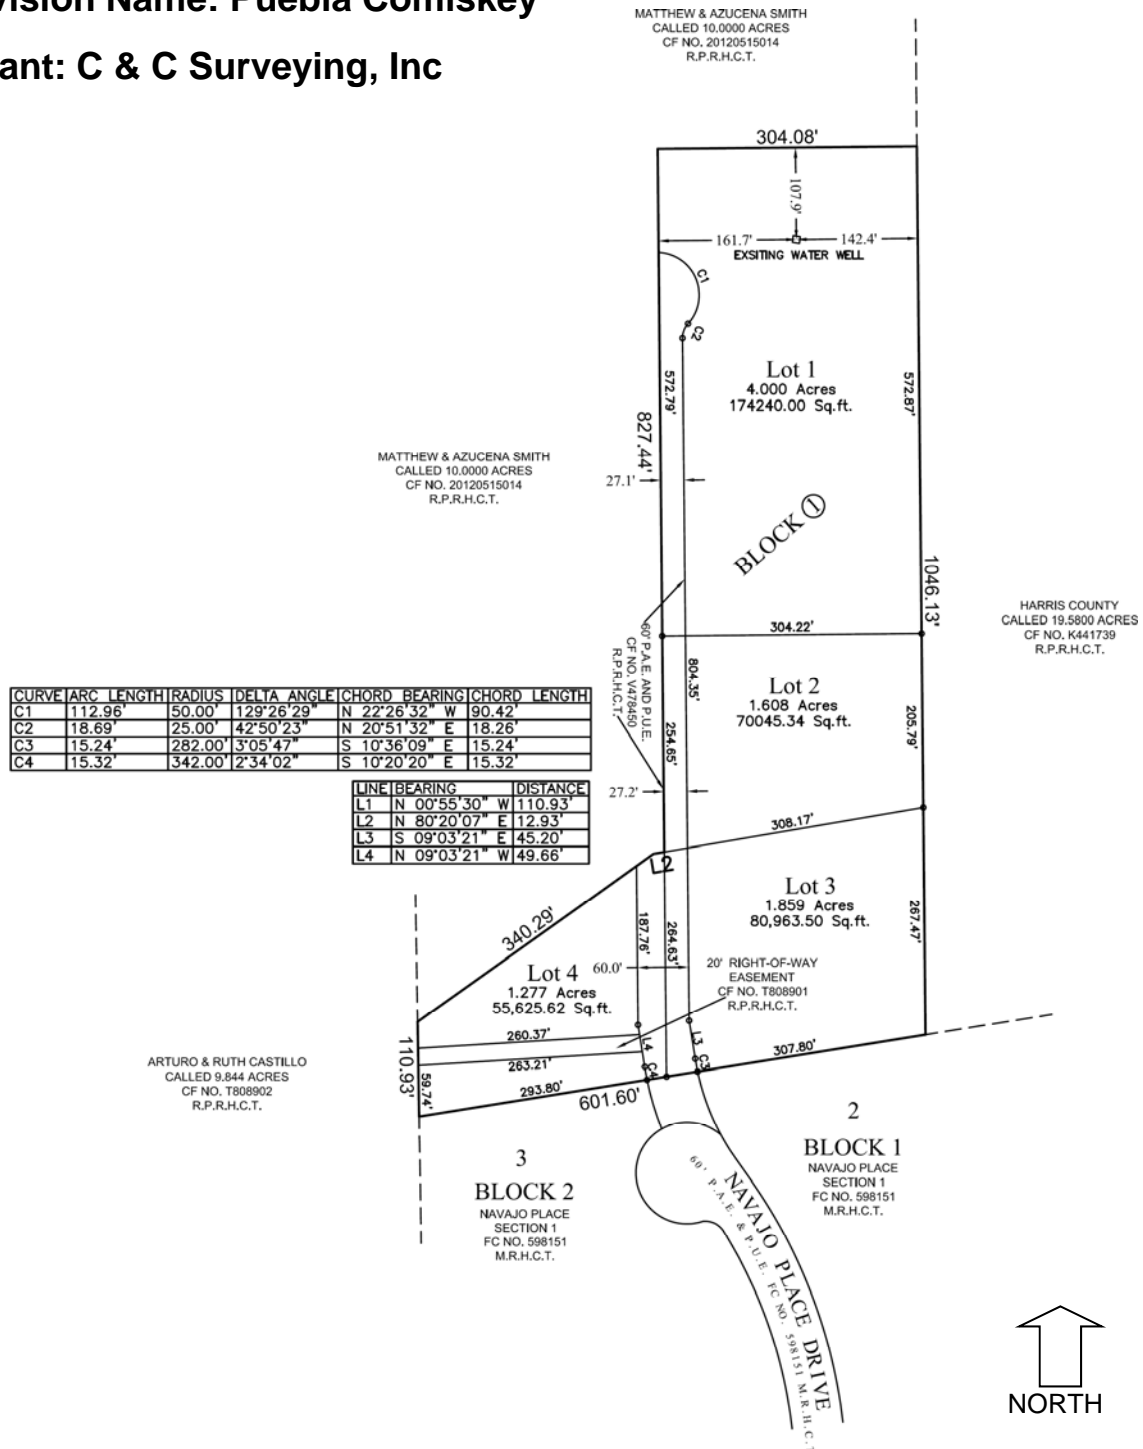 vision Name: Puebla Comiskey
ant: C & C Surveying, Inc
MATTHEW & AZUCENA SMITH
CALLED 10.0000 ACRES
CF NO. 20120515014
R.P.R.H.C.T.
304.08'
107.9'
161.7'
142.4'
EXSITING WATER WELL
C1
C2
Lot 1
4.000 Acres
174240.00 Sq.ft.
572.79'
572.87'
827.44'
MATTHEW & AZUCENA SMITH
CALLED 10.0000 ACRES
CF NO. 20120515014
R.P.R.H.C.T.
27.1'
BLOCK 1
1046.13'
HARRIS COUNTY
CALLED 19.5800 ACRES
CF NO. K441739
R.P.R.H.C.T.
304.22'
60' P.A.E. AND P.U.E.
CF NO. V478450
R.P.R.H.C.T.
804.35'
Lot 2
1.608 Acres
70045.34 Sq.ft.
205.79'
254.65'
27.2'
CURVE ARC LENGTH RADIUS DELTA ANGLE CHORD BEARING CHORD LENGTH
C1 112.96' 50.00' 129°26'29" N 22°26'32" W 90.42'
C2 18.69' 25.00' 42°50'23" N 20°51'32" E 18.26'
C3 15.24' 282.00' 3°05'47" S 10°36'09" E 15.24'
C4 15.32' 342.00' 2°34'02" S 10°20'20" E 15.32'
LINE BEARING DISTANCE
L1 N 00°55'30" W 110.93'
L2 N 80°20'07" E 12.93'
L3 S 09°03'21" E 45.20'
L4 N 09°03'21" W 49.66'
308.17'
L2
Lot 3
1.859 Acres
80,963.50 Sq.ft.
267.47'
340.29'
187.76'
264.63'
60.0'
20' RIGHT-OF-WAY
EASEMENT
CF NO. T808901
R.P.R.H.C.T.
Lot 4
1.277 Acres
55,625.62 Sq.ft.
260.37'
263.21'
L4
C4
L3
C3
307.80'
293.80'
601.60'
110.93'
59.74'
ARTURO & RUTH CASTILLO
CALLED 9.844 ACRES
CF NO. T808902
R.P.R.H.C.T.
2
BLOCK 1
NAVAJO PLACE
SECTION 1
FC NO. 598151
M.R.H.C.T.
3
BLOCK 2
NAVAJO PLACE
SECTION 1
FC NO. 598151
M.R.H.C.T.
NAVAJO PLACE DRIVE
60' P.A.E. & P.U.E. FC NO. 598151 M.R.H.C.T
NORTH